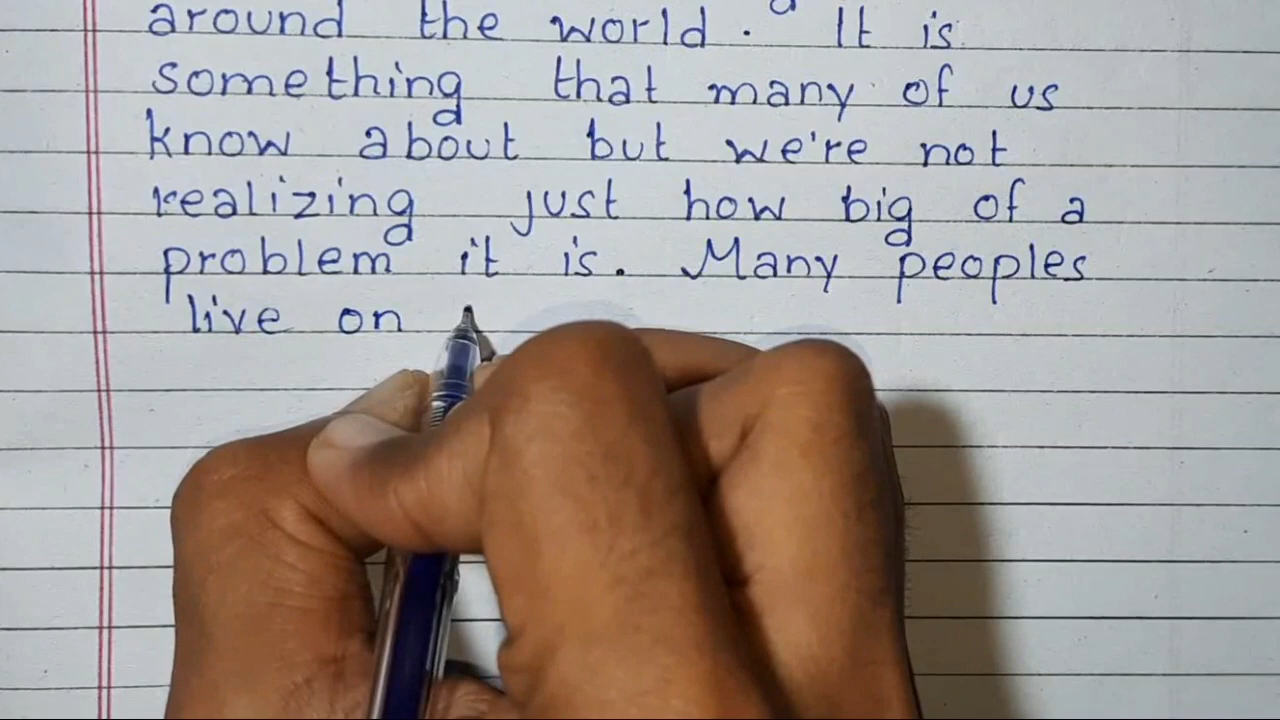 around the world. It is
something that many of us
know about but we're not
realizing just how big of a
problem it is. Many peoples
live on